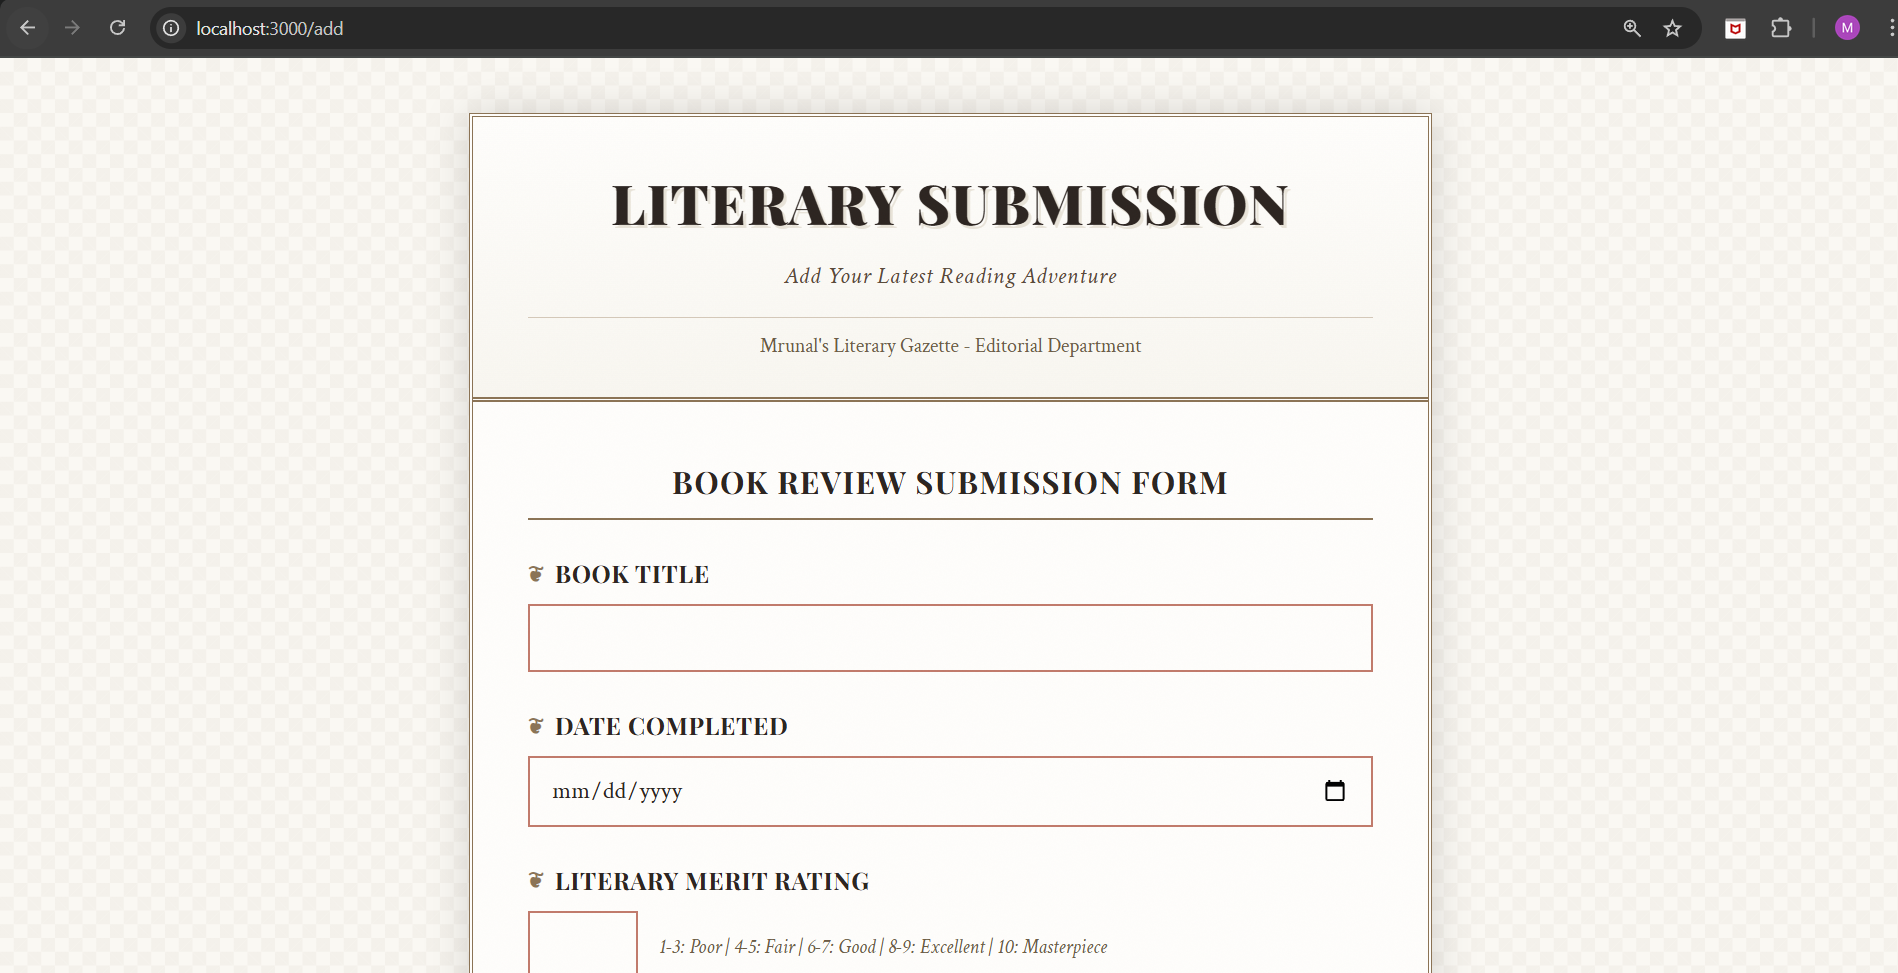 localhost:3000/add
M
LITERARY SUBMISSION
Add Your Latest Reading Adventure
Mrunal's Literary Gazette - Editorial Department
BOOK REVIEW SUBMISSION FORM
❦ BOOK TITLE
❦ DATE COMPLETED
mm/dd/yyyy
❦ LITERARY MERIT RATING
1-3: Poor | 4-5: Fair | 6-7: Good | 8-9: Excellent | 10: Masterpiece